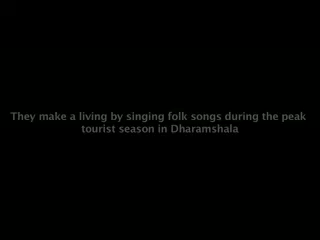 They make a living by singing folk songs during the peak
tourist season in Dharamshala